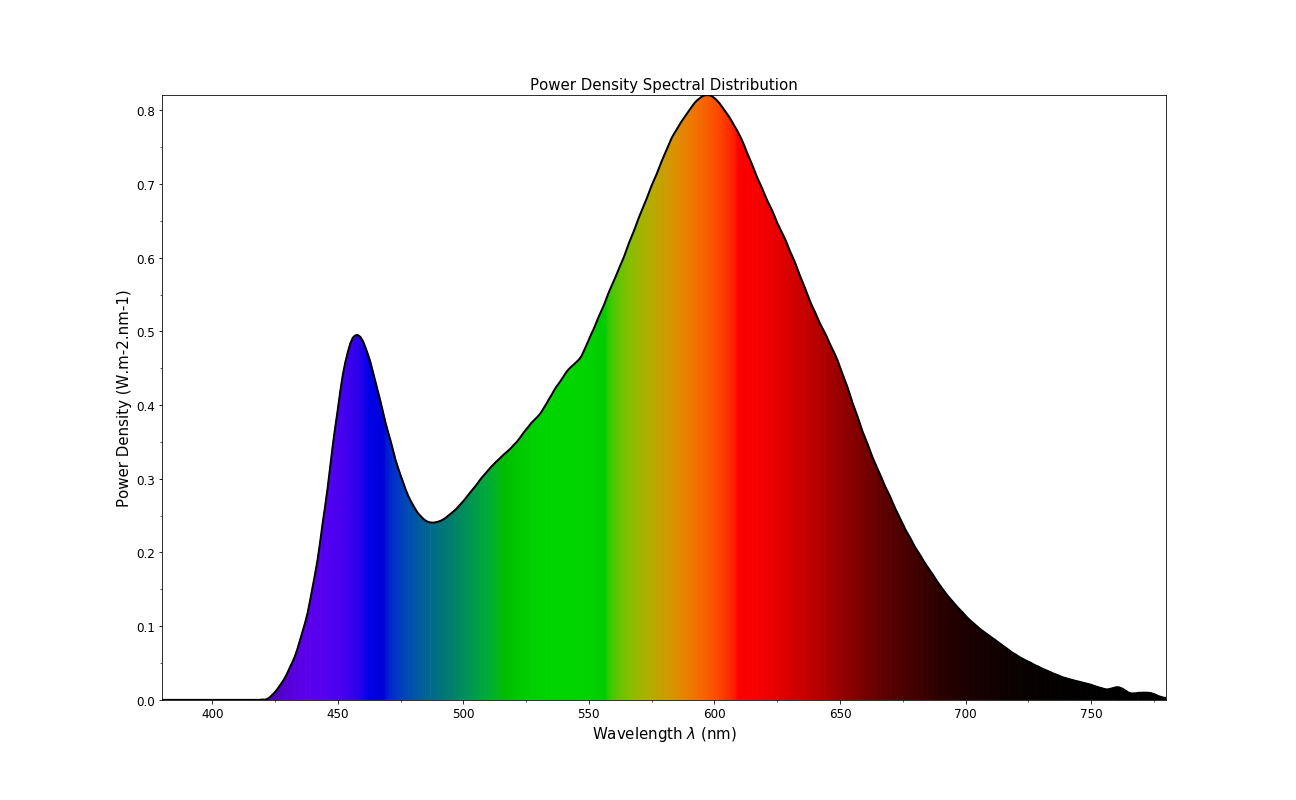 Power Density Spectral Distribution
Power Density (W.m-2.nm-1)
0.8
0.7
0.6
0.5
0.4
0.3
0.2
0.1
0.0
400 450 500 550 600 650 700 750
Wavelength λ (nm)